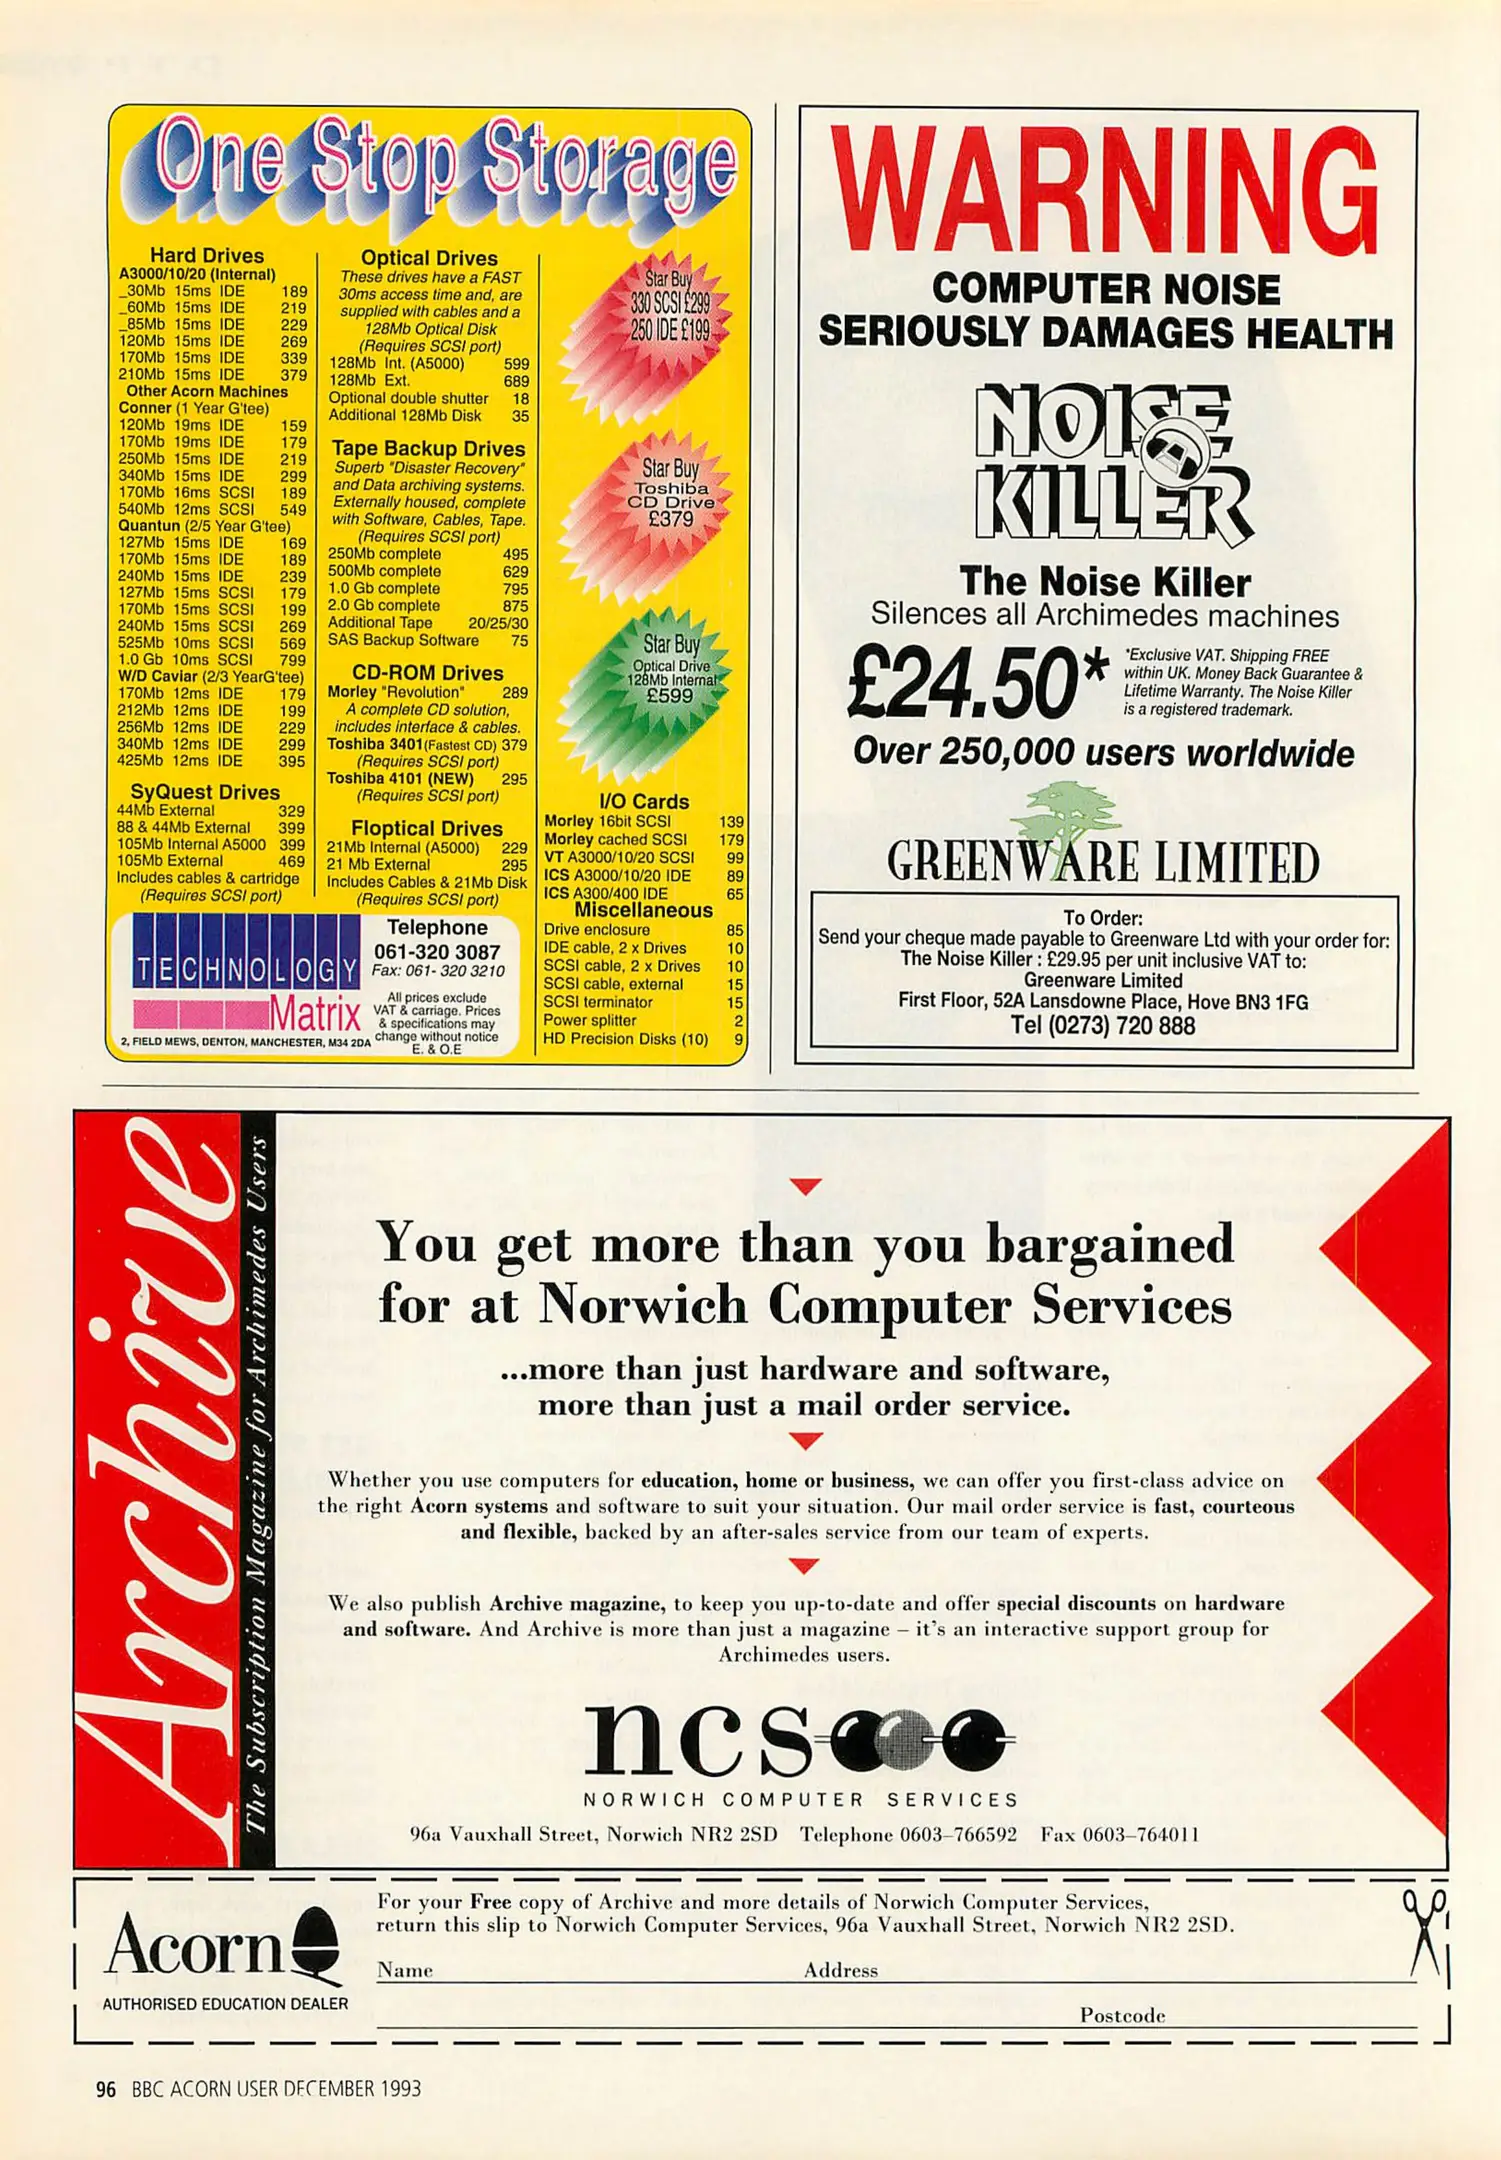 One Stop Storage
Hard Drives
A3000/10/20 (Internal)
_30Mb 15ms IDE 189
_60Mb 15ms IDE 219
_85Mb 15ms IDE 229
120Mb 15ms IDE 269
170Mb 15ms IDE 339
210Mb 15ms IDE 379
Other Acorn Machines
Conner (1 Year G'tee)
120Mb 19ms IDE 159
170Mb 19ms IDE 179
250Mb 15ms IDE 219
340Mb 15ms IDE 299
170Mb 16ms SCSI 189
540Mb 12ms SCSI 549
Quantun (2/5 Year G'tee)
127Mb 15ms IDE 169
170Mb 15ms IDE 189
240Mb 15ms IDE 239
127Mb 15ms SCSI 179
170Mb 15ms SCSI 199
240Mb 15ms SCSI 269
525Mb 10ms SCSI 569
1.0 Gb 10ms SCSI 799
W/D Caviar (2/3 YearG'tee)
170Mb 12ms IDE 179
212Mb 12ms IDE 199
256Mb 12ms IDE 229
340Mb 12ms IDE 299
425Mb 12ms IDE 395
SyQuest Drives
44Mb External 329
88 & 44Mb External 399
105Mb Internal A5000 399
105Mb External 469
Includes cables & cartridge
(Requires SCSI port)
Optical Drives
These drives have a FAST
30ms access time and, are
supplied with cables and a
128Mb Optical Disk
(Requires SCSI port)
128Mb Int. (A5000) 599
128Mb Ext. 689
Optional double shutter 18
Additional 128Mb Disk 35
Tape Backup Drives
Superb "Disaster Recovery"
and Data archiving systems.
Externally housed, complete
with Software, Cables, Tape.
(Requires SCSI port)
250Mb complete 495
500Mb complete 629
1.0 Gb complete 795
2.0 Gb complete 875
Additional Tape 20/25/30
SAS Backup Software 75
CD-ROM Drives
Morley "Revolution" 289
A complete CD solution,
includes interface & cables.
Toshiba 3401(Fastest CD) 379
(Requires SCSI port)
Toshiba 4101 (NEW) 295
(Requires SCSI port)
Floptical Drives
21Mb Internal (A5000) 229
21 Mb External 295
Includes Cables & 21Mb Disk
(Requires SCSI port)
Star Buy
330 SCSI £299
250 IDE £199
Star Buy
Toshiba
CD Drive
£379
Star Buy
Optical Drive
128Mb Internal
£599
I/O Cards
Morley 16bit SCSI 139
Morley cached SCSI 179
VT A3000/10/20 SCSI 99
ICS A3000/10/20 IDE 89
ICS A300/400 IDE 65
Miscellaneous
Drive enclosure 85
IDE cable, 2 x Drives 10
SCSI cable, 2 x Drives 10
SCSI cable, external 15
SCSI terminator 15
Power splitter 2
HD Precision Disks (10) 9
TECHNOLOGY
Matrix
2, FIELD MEWS, DENTON, MANCHESTER, M34 2DA
Telephone
061-320 3087
Fax: 061- 320 3210
All prices exclude
VAT & carriage. Prices
& specifications may
change without notice
E. & O.E
WARNING
COMPUTER NOISE
SERIOUSLY DAMAGES HEALTH
NOISE
KILLER
The Noise Killer
Silences all Archimedes machines
£24.50*
*Exclusive VAT. Shipping FREE
within UK. Money Back Guarantee &
Lifetime Warranty. The Noise Killer
is a registered trademark.
Over 250,000 users worldwide
GREENWARE LIMITED
To Order:
Send your cheque made payable to Greenware Ltd with your order for:
The Noise Killer : £29.95 per unit inclusive VAT to:
Greenware Limited
First Floor, 52A Lansdowne Place, Hove BN3 1FG
Tel (0273) 720 888
Archive
The Subscription Magazine for Archimedes Users
You get more than you bargained
for at Norwich Computer Services
...more than just hardware and software,
more than just a mail order service.
Whether you use computers for education, home or business, we can offer you first-class advice on
the right Acorn systems and software to suit your situation. Our mail order service is fast, courteous
and flexible, backed by an after-sales service from our team of experts.
We also publish Archive magazine, to keep you up-to-date and offer special discounts on hardware
and software. And Archive is more than just a magazine – it's an interactive support group for
Archimedes users.
ncs
NORWICH COMPUTER SERVICES
96a Vauxhall Street, Norwich NR2 2SD Telephone 0603–766592 Fax 0603–764011
Acorn
AUTHORISED EDUCATION DEALER
For your Free copy of Archive and more details of Norwich Computer Services,
return this slip to Norwich Computer Services, 96a Vauxhall Street, Norwich NR2 2SD.
Name Address
Postcode
96 BBC ACORN USER DECEMBER 1993